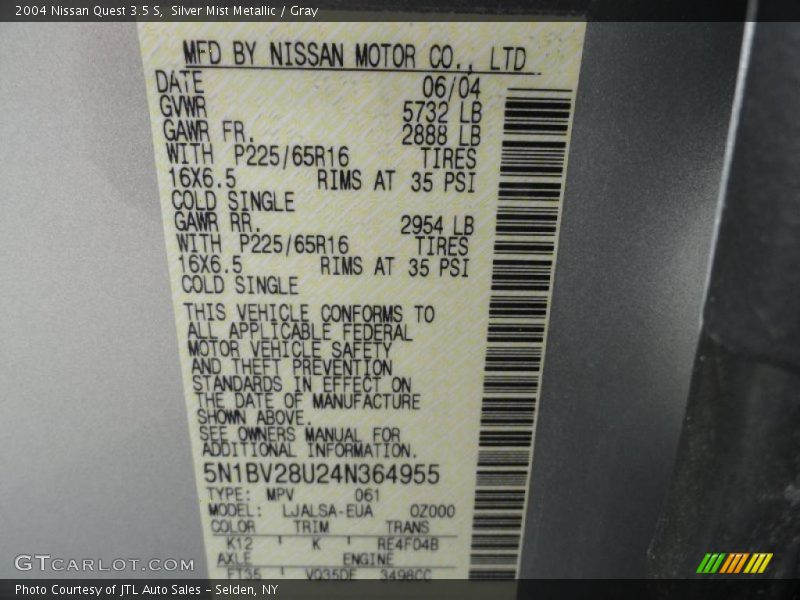 2004 Nissan Quest 3.5 S, Silver Mist Metallic / Gray
MFD BY NISSAN MOTOR CO., LTD
DATE 06/04
GVWR 5732 LB
GAWR FR. 2888 LB
WITH P225/65R16 TIRES
16X6.5 RIMS AT 35 PSI
COLD SINGLE
GAWR RR. 2954 LB
WITH P225/65R16 TIRES
16X6.5 RIMS AT 35 PSI
COLD SINGLE
THIS VEHICLE CONFORMS TO
ALL APPLICABLE FEDERAL
MOTOR VEHICLE SAFETY
AND THEFT PREVENTION
STANDARDS IN EFFECT ON
THE DATE OF MANUFACTURE
SHOWN ABOVE.
SEE OWNERS MANUAL FOR
ADDITIONAL INFORMATION.
5N1BV28U24N364955
TYPE: MPV 061
MODEL: LJALSA-EUA 0Z000
COLOR TRIM TRANS
K12 K RE4F04B
AXLE ENGINE
FT35 VQ35DE 3498CC
GTCARLOT.COM
Photo Courtesy of JTL Auto Sales - Selden, NY